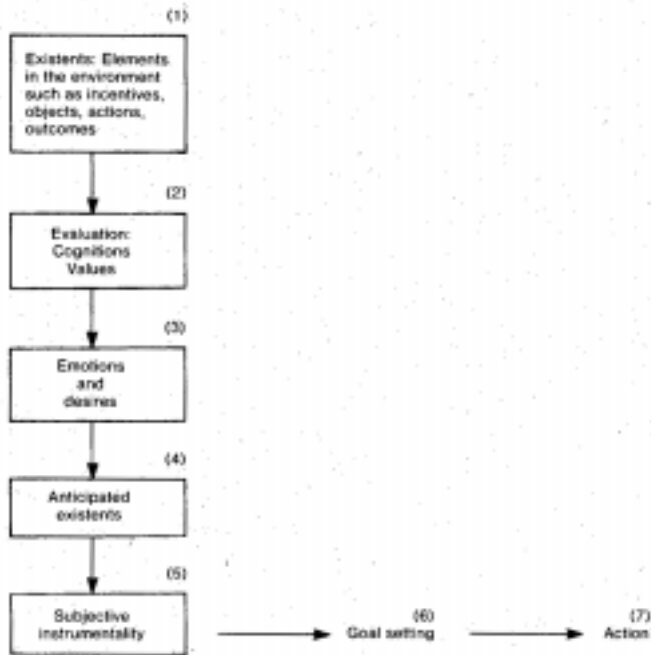 (1)
Existents: Elements
in the environment
such as incentives,
objects, actions,
outcomes
(2)
Evaluation:
Cognitions
Values
(3)
Emotions
and
desires
(4)
Anticipated
existents
(5)
Subjective
instrumentality
(6)
Goal setting
(7)
Action